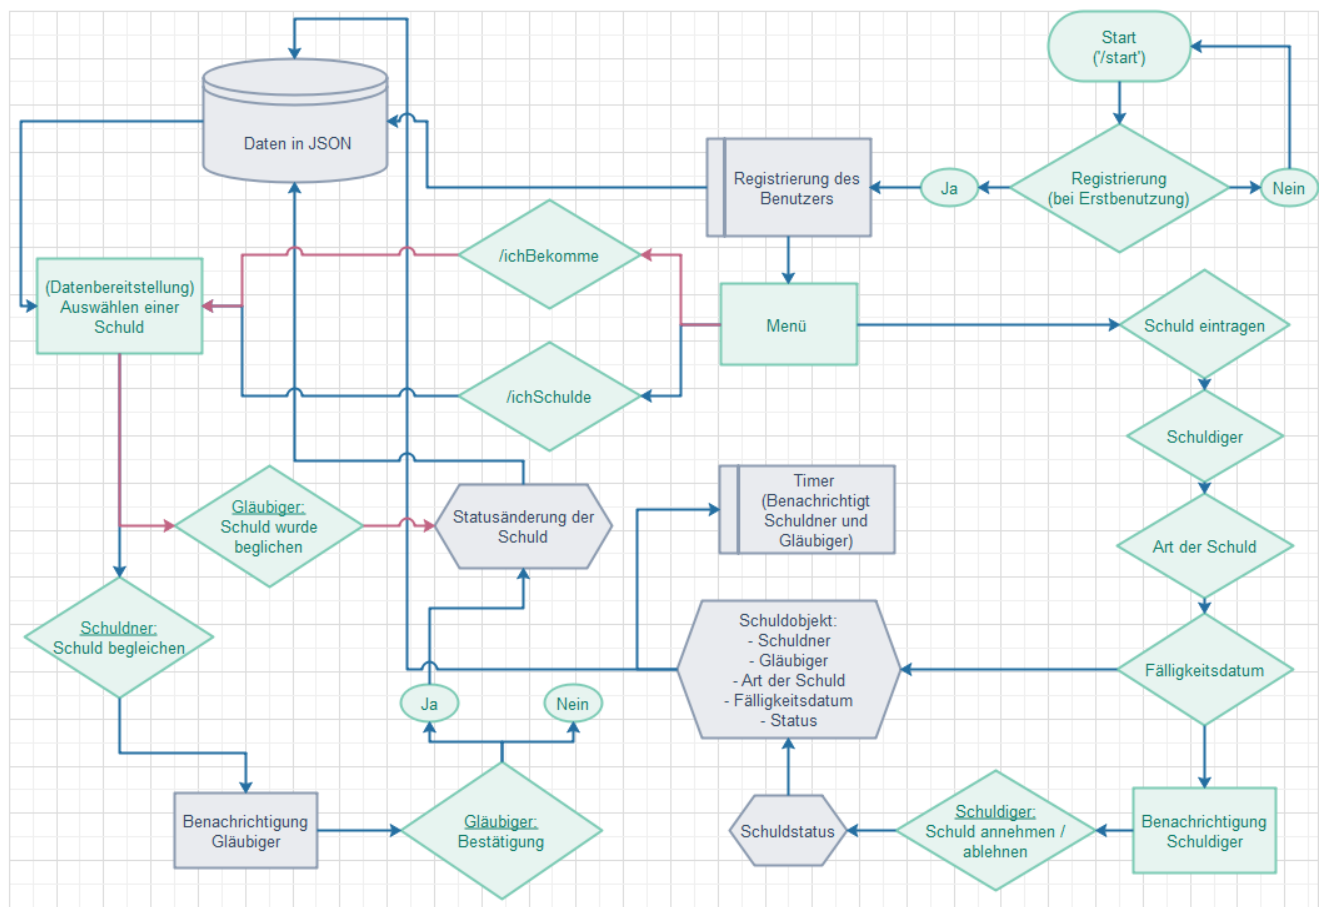 Start
('/start')
Daten in JSON
Registrierung des
Benutzers
Ja
Registrierung
(bei Erstbenutzung)
Nein
/ichBekomme
(Datenbereitstellung)
Auswählen einer
Schuld
Menü
Schuld eintragen
/ichSchulde
Schuldiger
Gläubiger:
Schuld wurde
beglichen
Statusänderung der
Schuld
Timer
(Benachrichtigt
Schuldner und
Gläubiger)
Art der Schuld
Schuldner:
Schuld begleichen
Schuldobjekt:
- Schuldner
- Gläubiger
- Art der Schuld
- Fälligkeitsdatum
- Status
Fälligkeitsdatum
Ja
Nein
Benachrichtigung
Gläubiger
Gläubiger:
Bestätigung
Schuldstatus
Schuldiger:
Schuld annehmen /
ablehnen
Benachrichtigung
Schuldiger